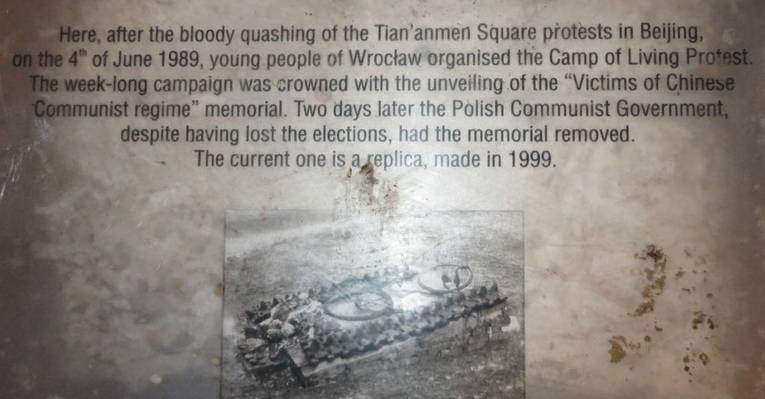 Here, after the bloody quashing of the Tian'anmen Square protests in Beijing,
on the 4th of June 1989, young people of Wrocław organised the Camp of Living Protest.
The week-long campaign was crowned with the unveiling of the “Victims of Chinese
Communist regime” memorial. Two days later the Polish Communist Government,
despite having lost the elections, had the memorial removed.
The current one is a replica, made in 1999.